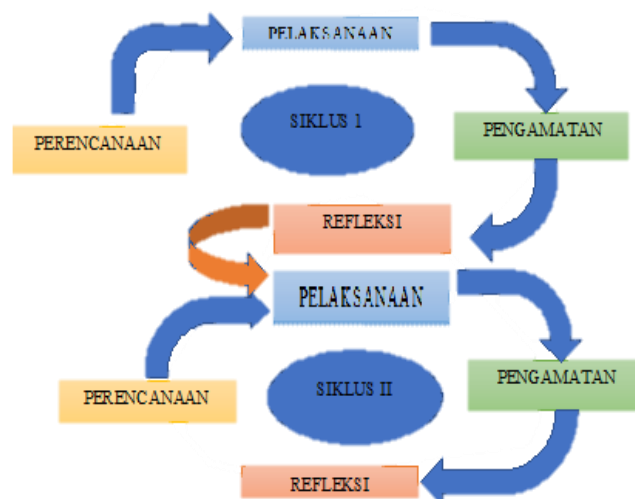 PELAKSANAAN
SIKLUS 1
PERENCANAAN
PENGAMATAN
REFLEKSI
PELAKSANAAN
PERENCANAAN
SIKLUS II
PENGAMATAN
REFLEKSI